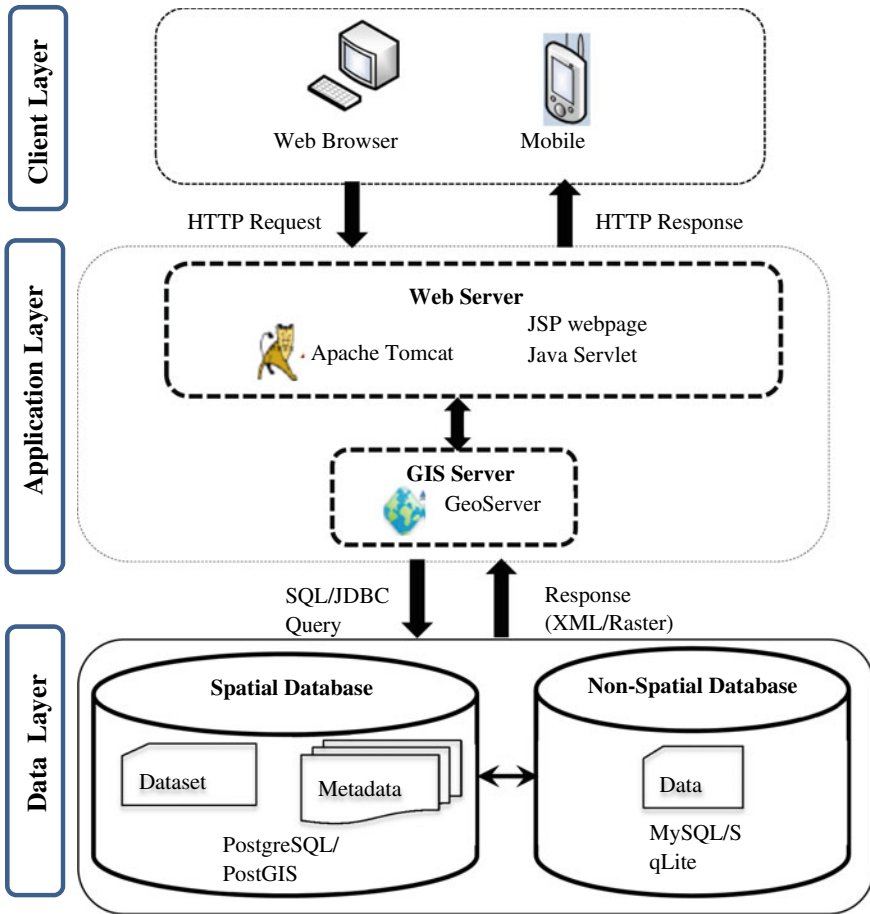 Client Layer
Web Browser
Mobile
HTTP Request
HTTP Response
Application Layer
Web Server
Apache Tomcat
JSP webpage
Java Servlet
GIS Server
GeoServer
SQL/JDBC
Query
Response
(XML/Raster)
Data Layer
Spatial Database
Dataset
Metadata
PostgreSQL/
PostGIS
Non-Spatial Database
Data
MySQL/S
qLite